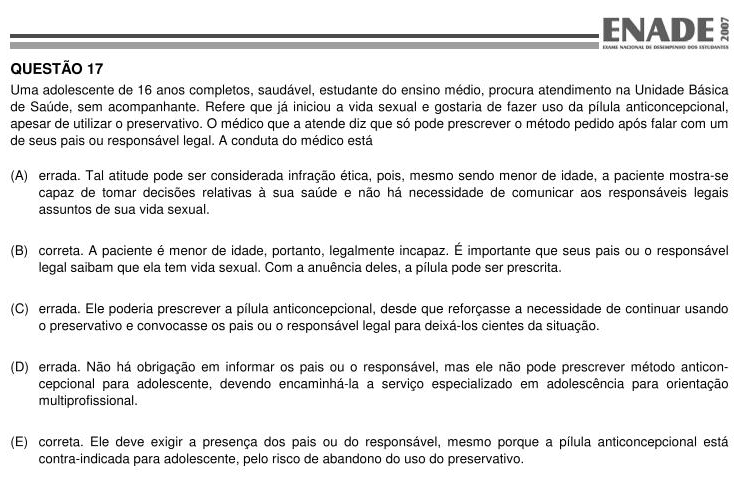 ENADE 2007
EXAME NACIONAL DE DESEMPENHO DOS ESTUDANTES
QUESTÃO 17
Uma adolescente de 16 anos completos, saudável, estudante do ensino médio, procura atendimento na Unidade Básica
de Saúde, sem acompanhante. Refere que já iniciou a vida sexual e gostaria de fazer uso da pílula anticoncepcional,
apesar de utilizar o preservativo. O médico que a atende diz que só pode prescrever o método pedido após falar com um
de seus pais ou responsável legal. A conduta do médico está
(A) errada. Tal atitude pode ser considerada infração ética, pois, mesmo sendo menor de idade, a paciente mostra-se
capaz de tomar decisões relativas à sua saúde e não há necessidade de comunicar aos responsáveis legais
assuntos de sua vida sexual.
(B) correta. A paciente é menor de idade, portanto, legalmente incapaz. É importante que seus pais ou o responsável
legal saibam que ela tem vida sexual. Com a anuência deles, a pílula pode ser prescrita.
(C) errada. Ele poderia prescrever a pílula anticoncepcional, desde que reforçasse a necessidade de continuar usando
o preservativo e convocasse os pais ou o responsável legal para deixá-los cientes da situação.
(D) errada. Não há obrigação em informar os pais ou o responsável, mas ele não pode prescrever método anticon-
cepcional para adolescente, devendo encaminhá-la a serviço especializado em adolescência para orientação
multiprofissional.
(E) correta. Ele deve exigir a presença dos pais ou do responsável, mesmo porque a pílula anticoncepcional está
contra-indicada para adolescente, pelo risco de abandono do uso do preservativo.